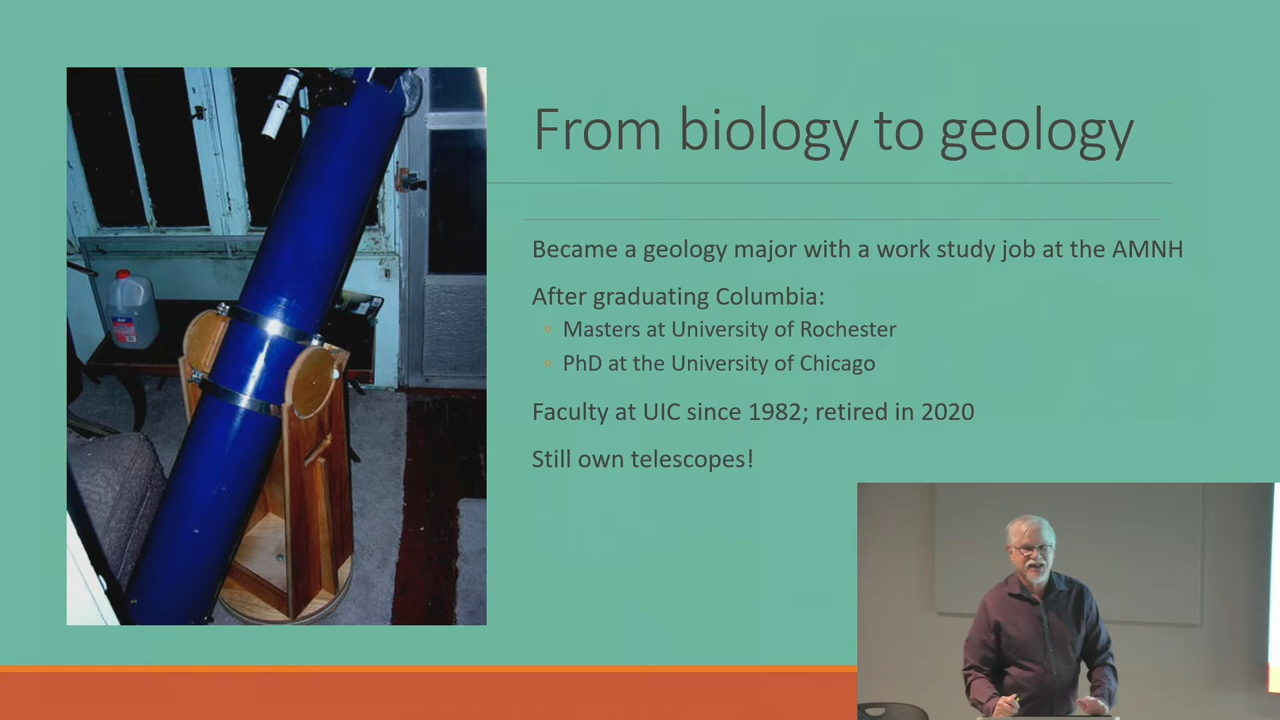 From biology to geology
Became a geology major with a work study job at the AMNH
After graduating Columbia:
Masters at University of Rochester
PhD at the University of Chicago
Faculty at UIC since 1982; retired in 2020
Still own telescopes!